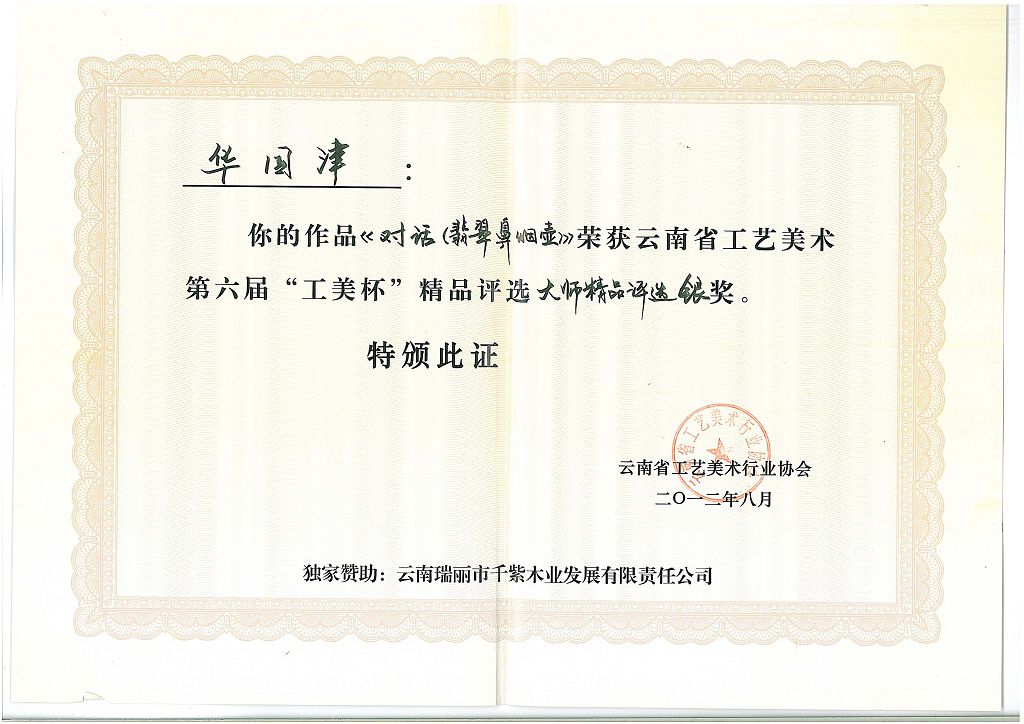 华国津：
你的作品《对话（翡翠鼻烟壶）》荣获云南省工艺美术
第六届“工美杯”精品评选大师精品评选银奖。
特颁此证
云南省工艺美术行业协会
云南省工艺美术行业协会
二〇一二年八月
独家赞助：云南瑞丽市千紫木业发展有限责任公司